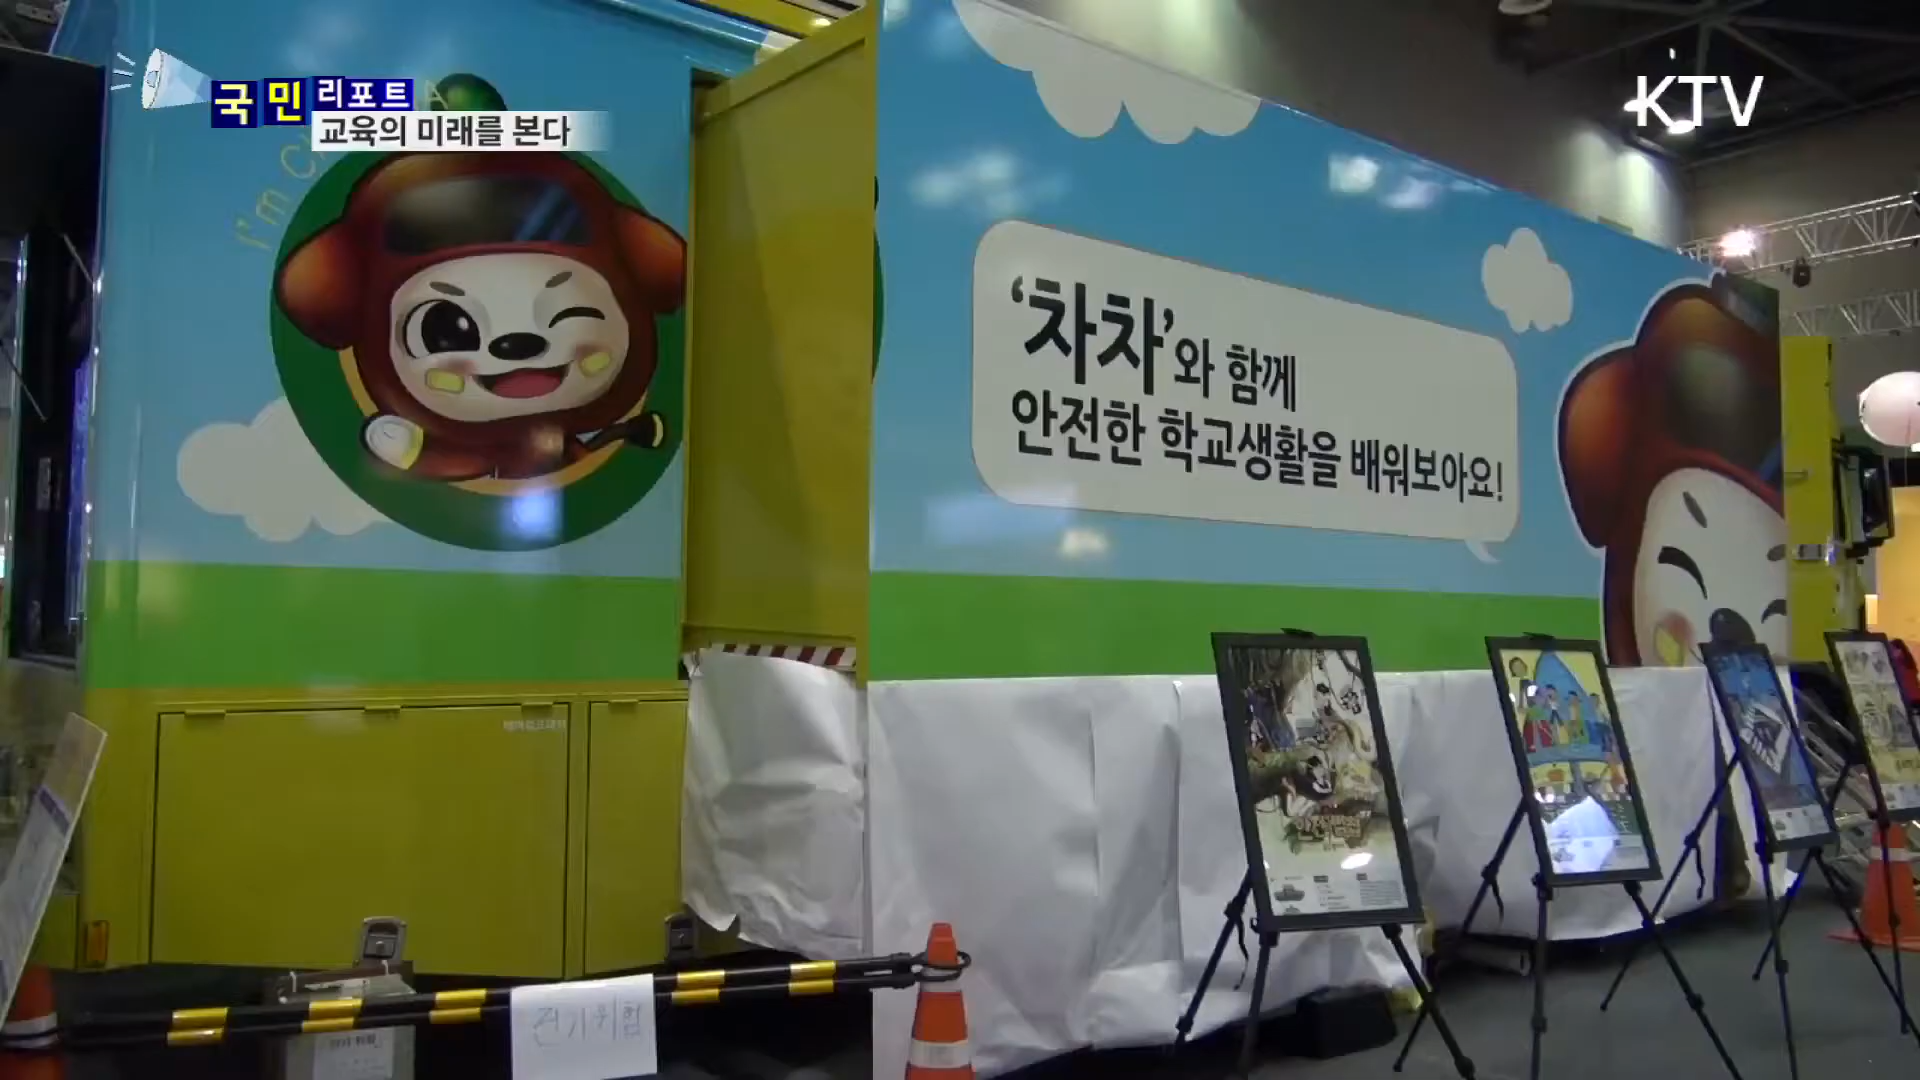 국민 리포트
교육의 미래를 본다
KTV
I'm
'차차'와 함께
안전한 학교생활을 배워보아요!
전기위험